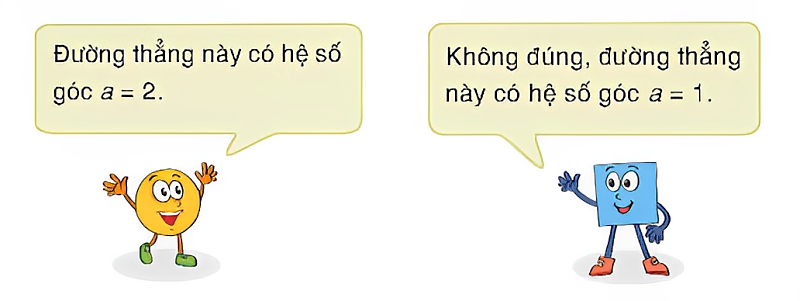 Đường thẳng này có hệ số
góc a = 2.
Không đúng, đường thẳng
này có hệ số góc a = 1.